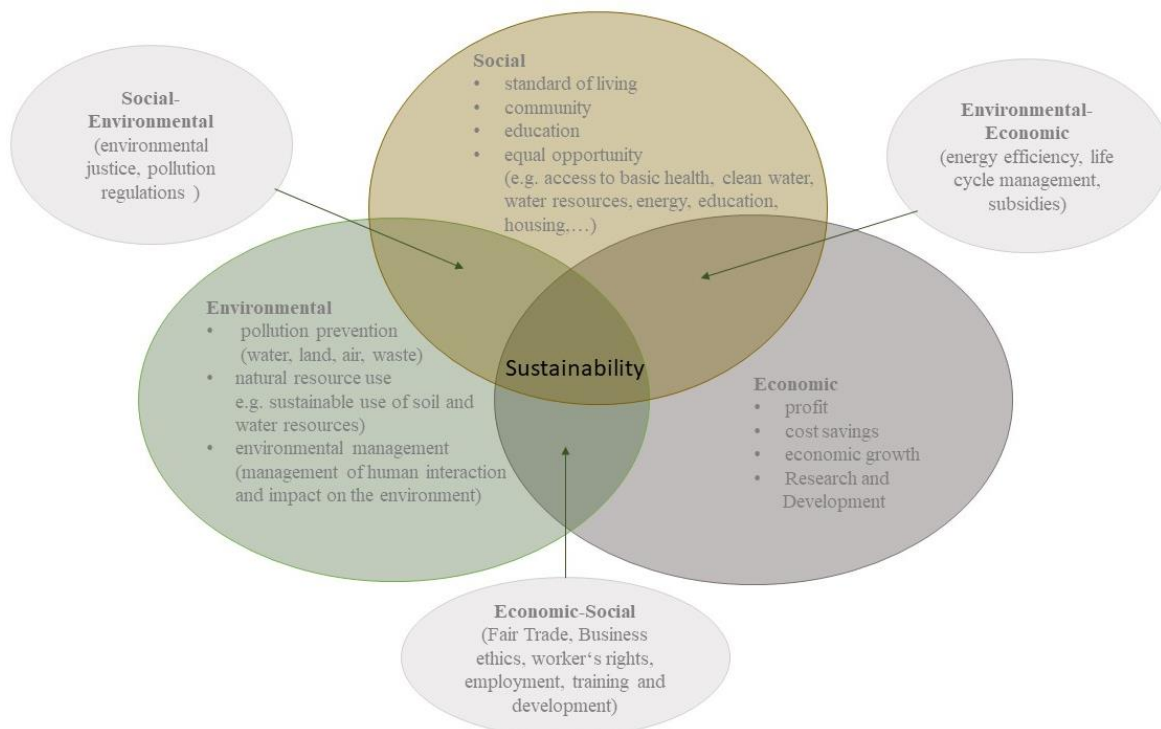 Social
• standard of living
• community
• education
• equal opportunity
(e.g. access to basic health, clean water,
water resources, energy, education,
housing,…)
Social-
Environmental
(environmental
justice, pollution
regulations )
Environmental-
Economic
(energy efficiency, life
cycle management,
subsidies)
Environmental
• pollution prevention
(water, land, air, waste)
• natural resource use
e.g. sustainable use of soil and
water resources)
• environmental management
(management of human interaction
and impact on the environment)
Sustainability
Economic
• profit
• cost savings
• economic growth
• Research and
Development
Economic-Social
(Fair Trade, Business
ethics, worker‘s rights,
employment, training and
development)